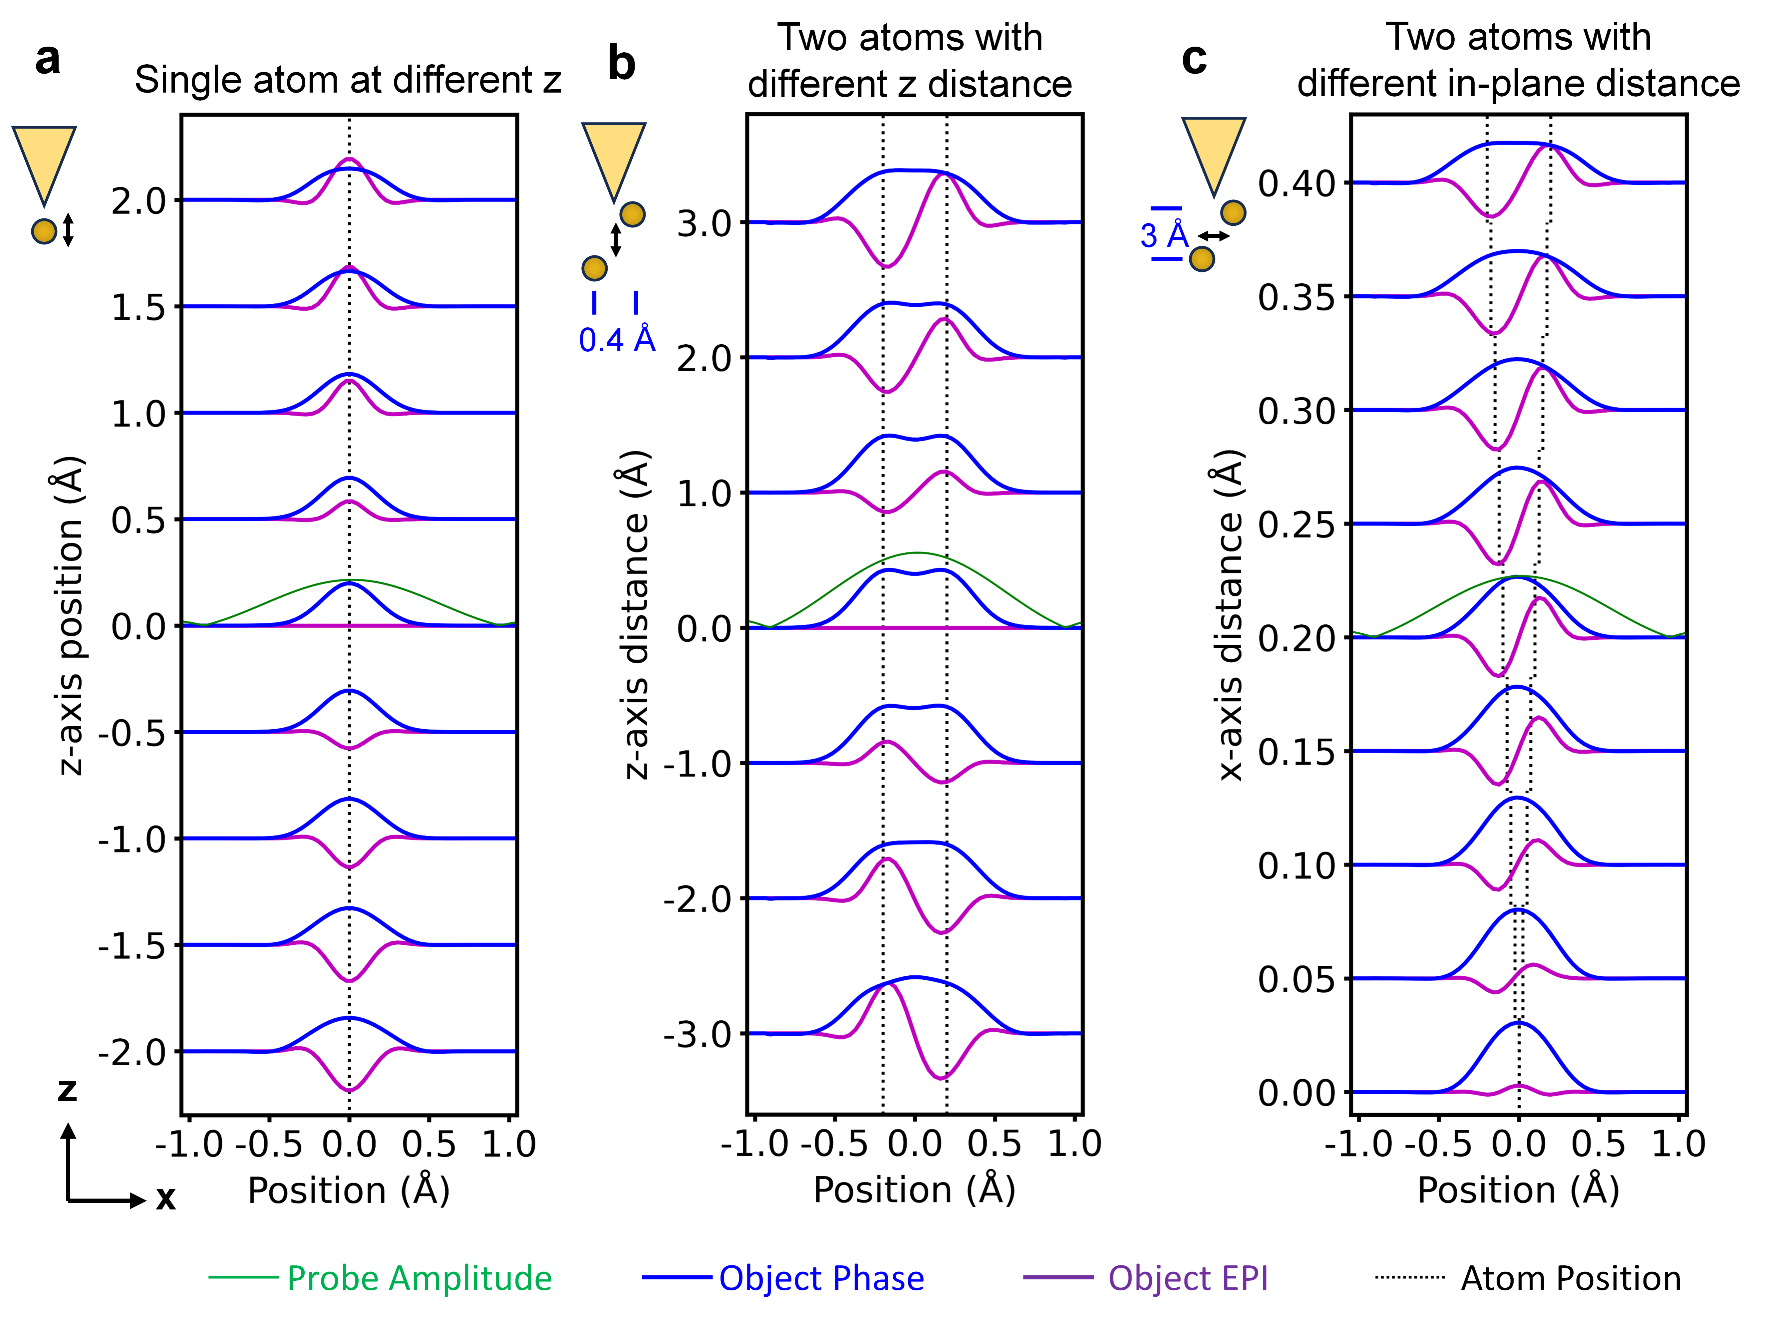 a
Single atom at different z
2.0
1.5
1.0
0.5
0.0
-0.5
-1.0
-1.5
-2.0
z-axis position (Å)
-1.0 -0.5 0.0 0.5 1.0
Position (Å)
z
x
b
Two atoms with
different z distance
0.4 Å
3.0
2.0
1.0
0.0
-1.0
-2.0
-3.0
z-axis distance (Å)
-1.0 -0.5 0.0 0.5 1.0
Position (Å)
c
Two atoms with
different in-plane distance
3 Å
0.40
0.35
0.30
0.25
0.20
0.15
0.10
0.05
0.00
x-axis distance (Å)
-1.0 -0.5 0.0 0.5 1.0
Position (Å)
Probe Amplitude
Object Phase
Object EPI
Atom Position